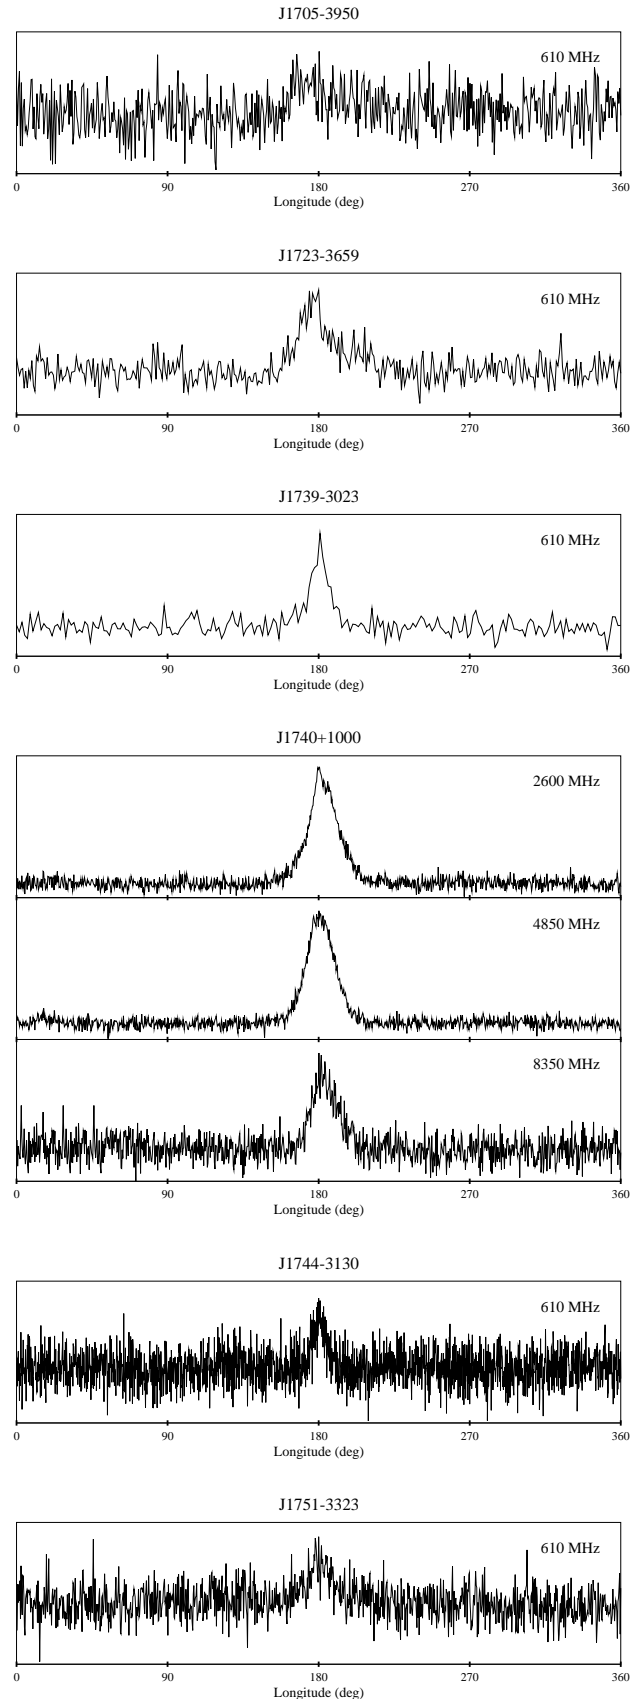 J1705-3950
610 MHz
0 90 180 270 360
Longitude (deg)
J1723-3659
610 MHz
0 90 180 270 360
Longitude (deg)
J1739-3023
610 MHz
0 90 180 270 360
Longitude (deg)
J1740+1000
2600 MHz
4850 MHz
8350 MHz
0 90 180 270 360
Longitude (deg)
J1744-3130
610 MHz
0 90 180 270 360
Longitude (deg)
J1751-3323
610 MHz
0 90 180 270 360
Longitude (deg)